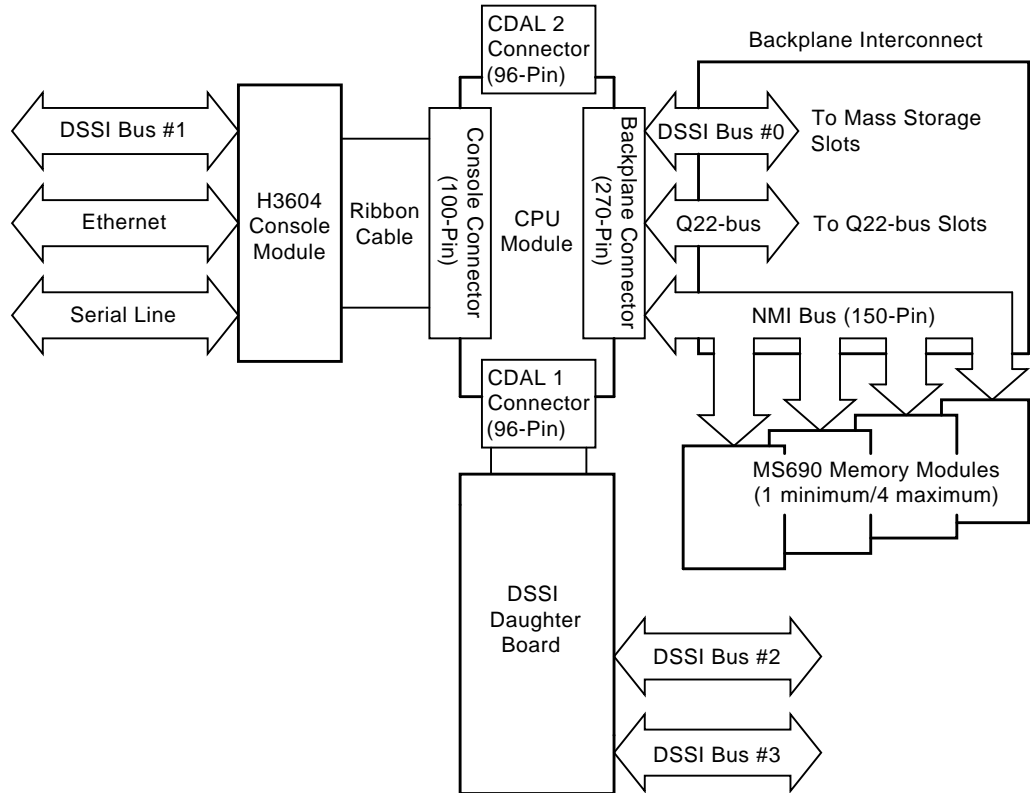 CDAL 2
Connector
(96-Pin)
Backplane Interconnect
DSSI Bus #1
Ethernet
Serial Line
H3604
Console
Module
Ribbon
Cable
Console Connector
(100-Pin)
CPU
Module
Backplane Connector
(270-Pin)
DSSI Bus #0
To Mass Storage
Slots
Q22-bus
To Q22-bus Slots
NMI Bus (150-Pin)
CDAL 1
Connector
(96-Pin)
MS690 Memory Modules
(1 minimum/4 maximum)
DSSI
Daughter
Board
DSSI Bus #2
DSSI Bus #3